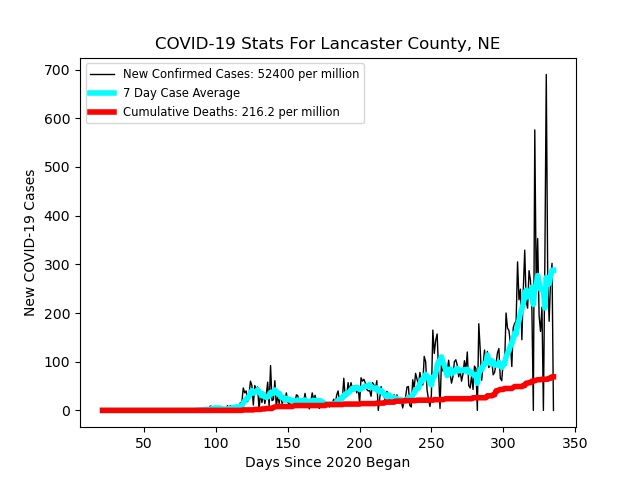 COVID-19 Stats For Lancaster County, NE
New Confirmed Cases: 52400 per million
7 Day Case Average
Cumulative Deaths: 216.2 per million
700
600
500
400
300
200
100
0
New COVID-19 Cases
50 100 150 200 250 300 350
Days Since 2020 Began